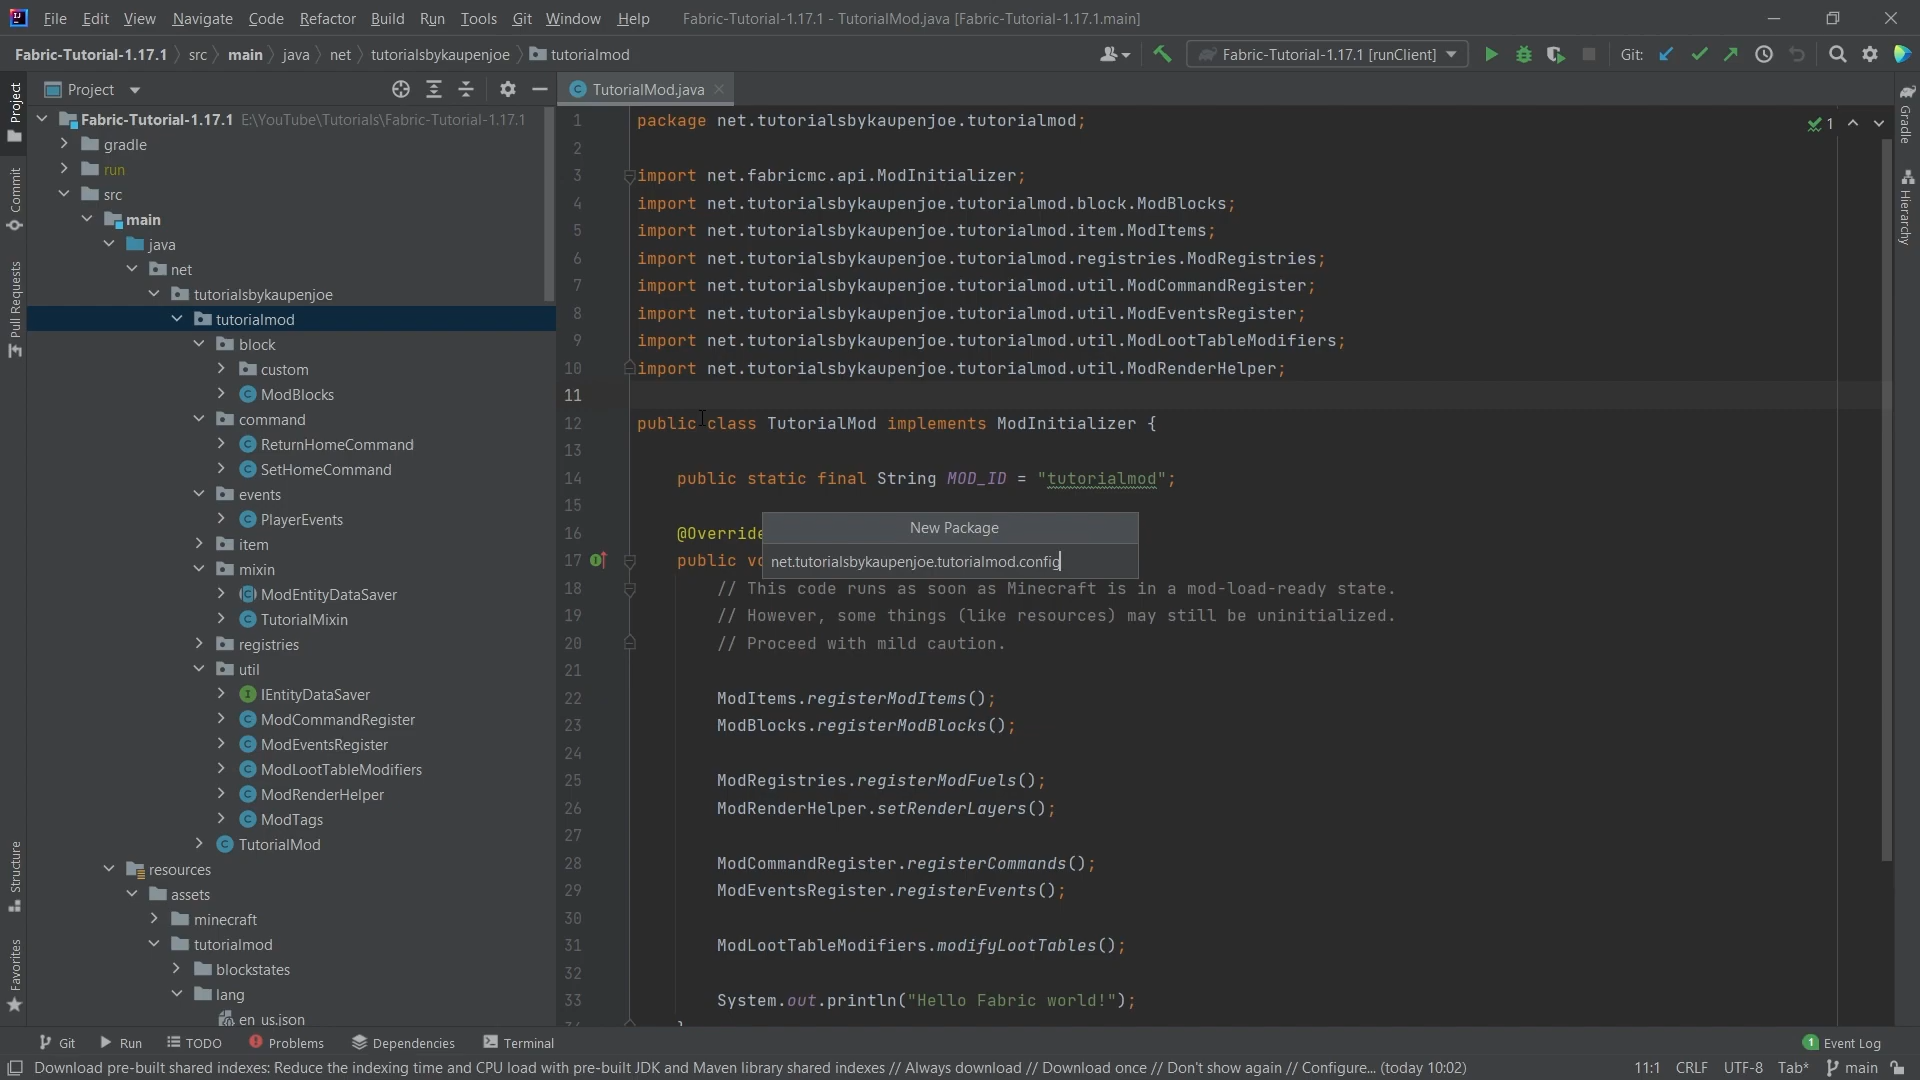 File Edit View Navigate Code Refactor Build Run Tools Git Window Help Fabric-Tutorial-1.17.1 - TutorialMod.java [Fabric-Tutorial-1.17.1.main]
Fabric-Tutorial-1.17.1 src main java net tutorialsbykaupenjoe tutorialmod Fabric-Tutorial-1.17.1 [runClient] Git:
Project TutorialMod.java
Project
Commit
Pull Requests
Structure
Favorites
Fabric-Tutorial-1.17.1 E:\YouTube\Tutorials\Fabric-Tutorial-1.17.1
gradle
run
src
main
java
net
tutorialsbykaupenjoe
tutorialmod
block
custom
ModBlocks
command
ReturnHomeCommand
SetHomeCommand
events
PlayerEvents
item
mixin
ModEntityDataSaver
TutorialMixin
registries
util
IEntityDataSaver
ModCommandRegister
ModEventsRegister
ModLootTableModifiers
ModRenderHelper
ModTags
TutorialMod
resources
assets
minecraft
tutorialmod
blockstates
lang
en_us.json
1 package net.tutorialsbykaupenjoe.tutorialmod;
2
3 import net.fabricmc.api.ModInitializer;
4 import net.tutorialsbykaupenjoe.tutorialmod.block.ModBlocks;
5 import net.tutorialsbykaupenjoe.tutorialmod.item.ModItems;
6 import net.tutorialsbykaupenjoe.tutorialmod.registries.ModRegistries;
7 import net.tutorialsbykaupenjoe.tutorialmod.util.ModCommandRegister;
8 import net.tutorialsbykaupenjoe.tutorialmod.util.ModEventsRegister;
9 import net.tutorialsbykaupenjoe.tutorialmod.util.ModLootTableModifiers;
10 import net.tutorialsbykaupenjoe.tutorialmod.util.ModRenderHelper;
11
12 public class TutorialMod implements ModInitializer {
13
14 public static final String MOD_ID = "tutorialmod";
15
16 @Override
17 public vo
18 // This code runs as soon as Minecraft is in a mod-load-ready state.
19 // However, some things (like resources) may still be uninitialized.
20 // Proceed with mild caution.
21
22 ModItems.registerModItems();
23 ModBlocks.registerModBlocks();
24
25 ModRegistries.registerModFuels();
26 ModRenderHelper.setRenderLayers();
27
28 ModCommandRegister.registerCommands();
29 ModEventsRegister.registerEvents();
30
31 ModLootTableModifiers.modifyLootTables();
32
33 System.out.println("Hello Fabric world!");
New Package
net.tutorialsbykaupenjoe.tutorialmod.config
1
Gradle
Hierarchy
Git Run TODO Problems Dependencies Terminal 1 Event Log
Download pre-built shared indexes: Reduce the indexing time and CPU load with pre-built JDK and Maven library shared indexes // Always download // Download once // Don't show again // Configure... (today 10:02) 11:1 CRLF UTF-8 Tab* main